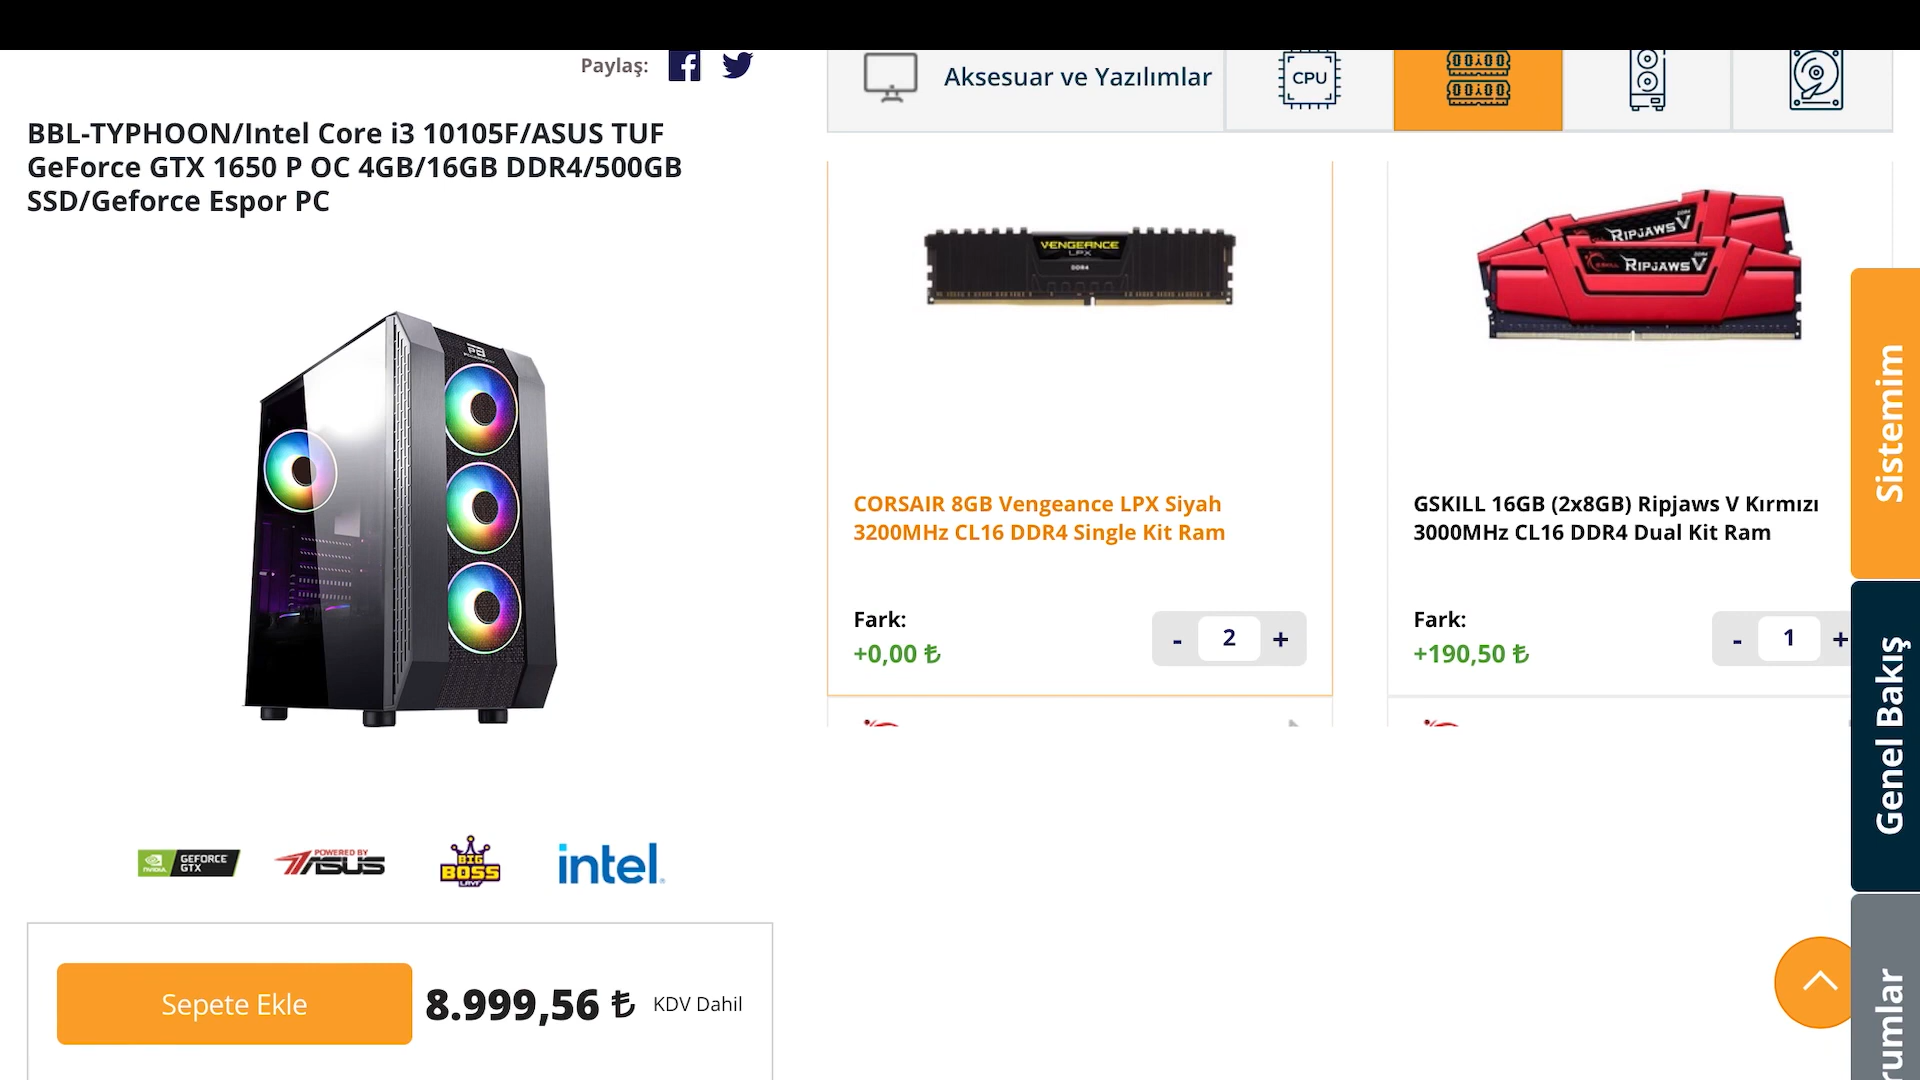 Paylaş:
BBL-TYPHOON/Intel Core i3 10105F/ASUS TUF
GeForce GTX 1650 P OC 4GB/16GB DDR4/500GB
SSD/Geforce Espor PC
NVIDIA
GEFORCE
GTX
POWERED BY
ASUS
BIG
BOSS
intel.
Sepete Ekle
8.999,56 ₺ KDV Dahil
Aksesuar ve Yazılımlar
CPU
VENGEANCE
LPX
DDR4
CORSAIR 8GB Vengeance LPX Siyah
3200MHz CL16 DDR4 Single Kit Ram
Fark:
+0,00 ₺
- 2 +
RIPJAWS V
RIPJAWS V
GSKILL 16GB (2x8GB) Ripjaws V Kırmızı
3000MHz CL16 DDR4 Dual Kit Ram
Fark:
+190,50 ₺
- 1 +
Sistemim
Genel Bakış
rumlar